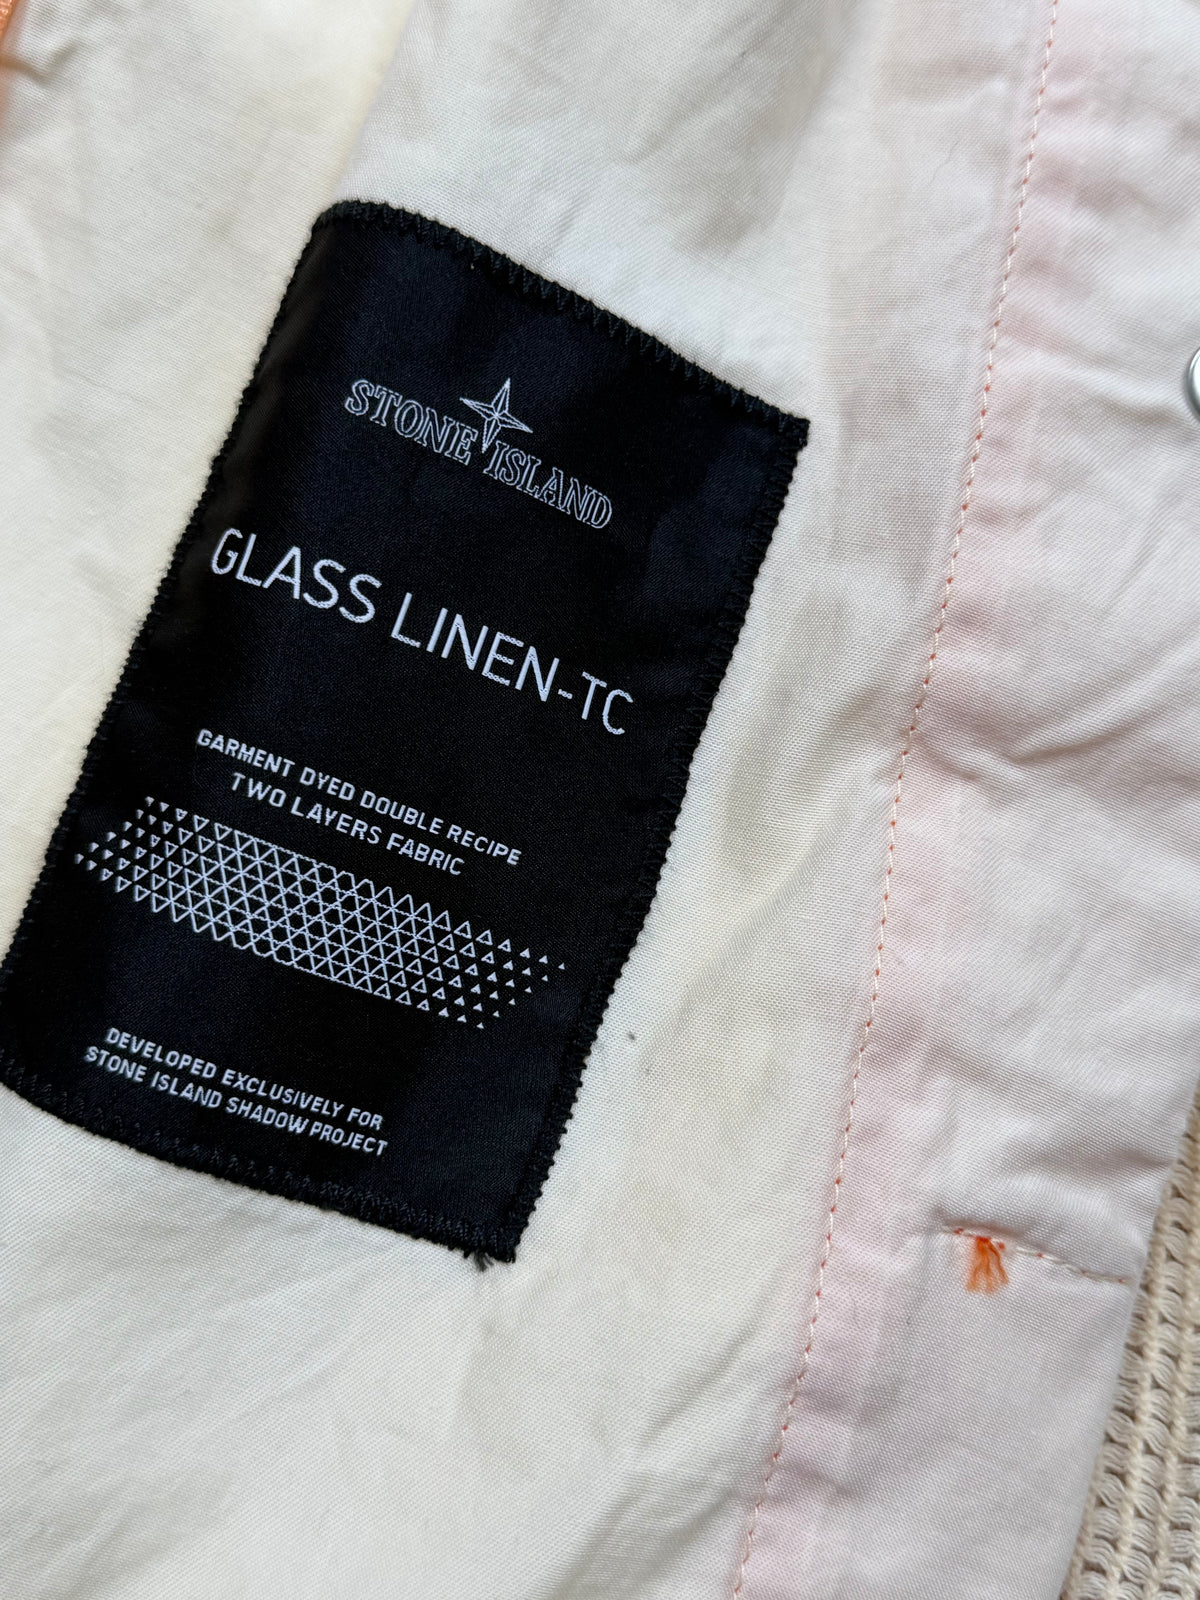 STONE ISLAND
GLASS LINEN-TC
GARMENT DYED DOUBLE RECIPE
TWO LAYERS FABRIC
DEVELOPED EXCLUSIVELY FOR
STONE ISLAND SHADOW PROJECT